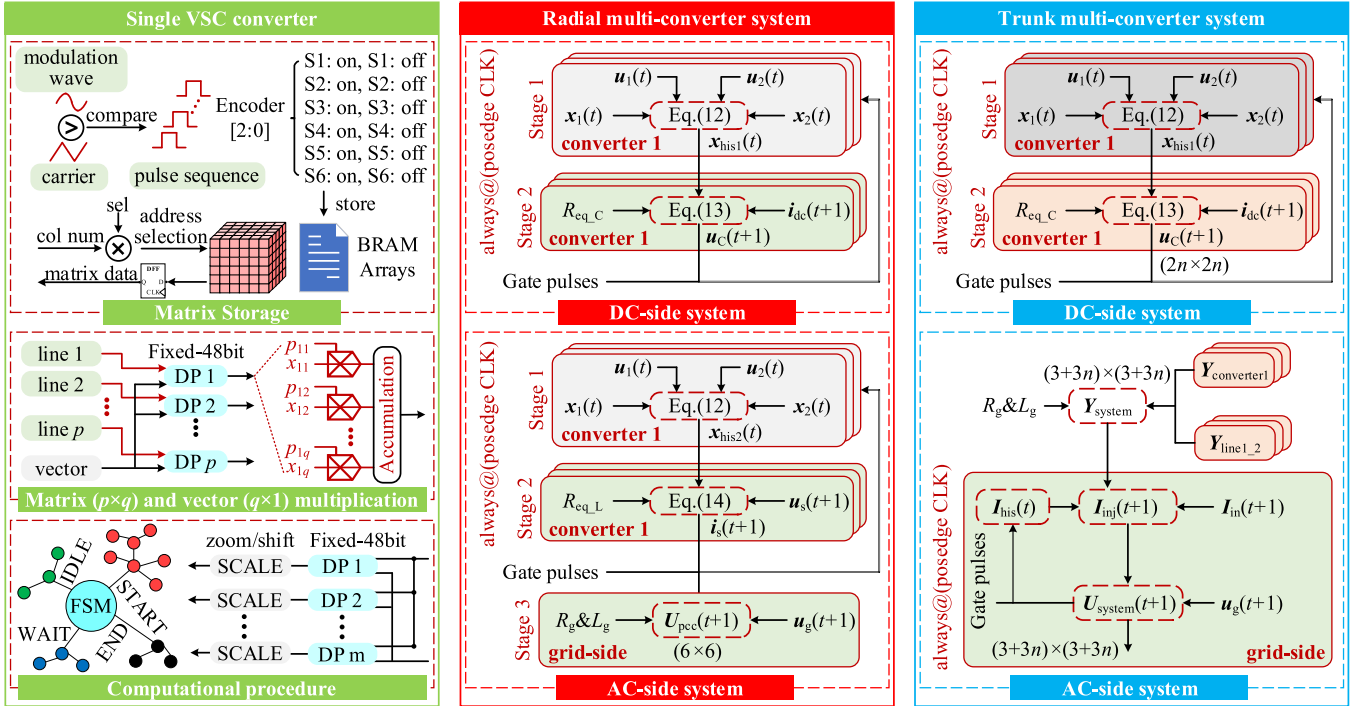 Single VSC converter
modulation
wave
>
compare
carrier
pulse sequence
Encoder
[2:0]
S1: on, S1: off
S2: on, S2: off
S3: on, S3: off
S4: on, S4: off
S5: on, S5: off
S6: on, S6: off
store
BRAM
Arrays
sel
col num
address
selection
matrix data
DFF
Q D
CLK
Matrix Storage
line 1
line 2
line p
vector
Fixed-48bit
DP 1
DP 2
DP p
p11
x11
p12
x12
p1q
x1q
Accumulation
Matrix (p×q) and vector (q×1) multiplication
FSM
IDLE
START
WAIT
END
zoom/shift
Fixed-48bit
SCALE
DP 1
SCALE
DP 2
SCALE
DP m
Computational procedure
Radial multi-converter system
always@(posedge CLK)
Stage 1
u1(t)
u2(t)
x1(t)
Eq.(12)
x2(t)
converter 1
xhis1(t)
Stage 2
Req_C
Eq.(13)
idc(t+1)
converter 1
uC(t+1)
Gate pulses
DC-side system
always@(posedge CLK)
Stage 1
u1(t)
u2(t)
x1(t)
Eq.(12)
x2(t)
converter 1
xhis2(t)
Stage 2
Req_L
Eq.(14)
us(t+1)
converter 1
is(t+1)
Gate pulses
Stage 3
Rg&Lg
Upcc(t+1)
ug(t+1)
grid-side
(6×6)
AC-side system
Trunk multi-converter system
always@(posedge CLK)
Stage 1
u1(t)
u2(t)
x1(t)
Eq.(12)
x2(t)
converter 1
xhis1(t)
Stage 2
Req_C
Eq.(13)
idc(t+1)
converter 1
uC(t+1)
(2n×2n)
Gate pulses
DC-side system
always@(posedge CLK)
(3+3n)×(3+3n)
Yconverter1
Rg&Lg
Ysystem
Yline1_2
Ihis(t)
Iinj(t+1)
Iin(t+1)
Gate pulses
Usystem(t+1)
ug(t+1)
(3+3n)×(3+3n)
grid-side
AC-side system